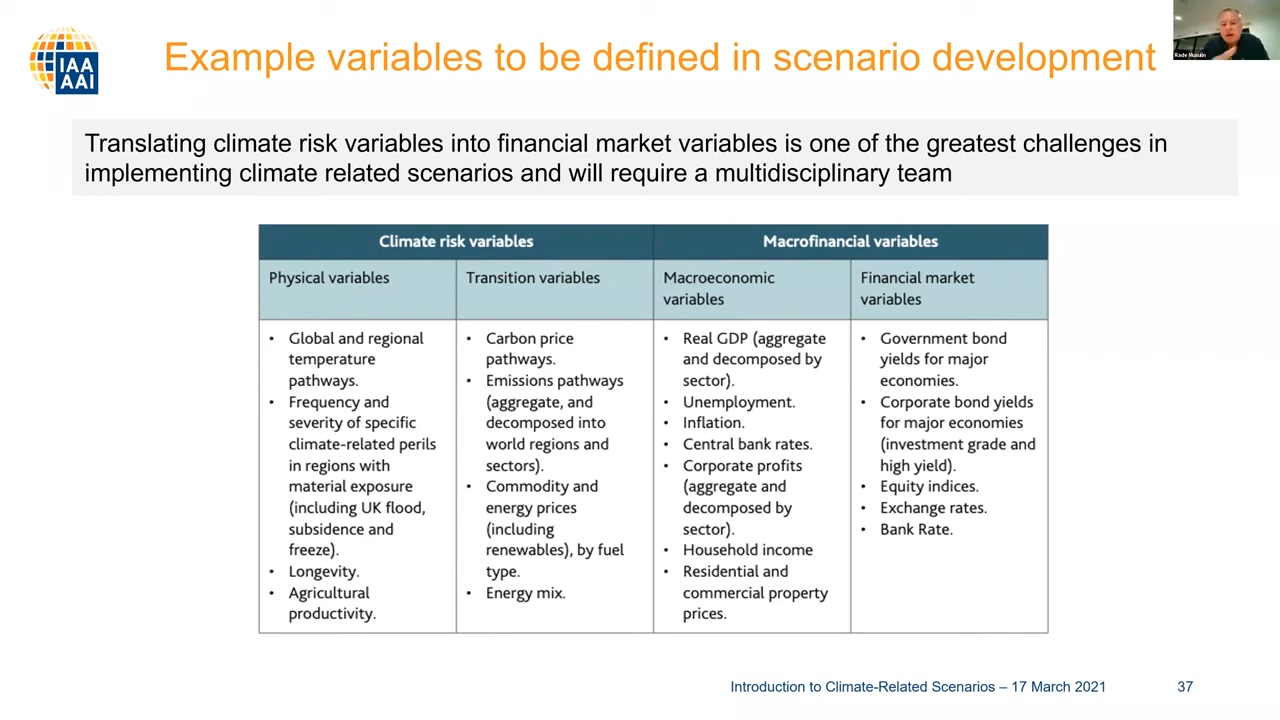 IAA
AAI
Example variables to be defined in scenario development
Rade Musulin
Translating climate risk variables into financial market variables is one of the greatest challenges in
implementing climate related scenarios and will require a multidisciplinary team
Climate risk variables
Macrofinancial variables
Physical variables
Transition variables
Macroeconomic
variables
Financial market
variables
• Global and regional
temperature
pathways.
• Frequency and
severity of specific
climate-related perils
in regions with
material exposure
(including UK flood,
subsidence and
freeze).
• Longevity.
• Agricultural
productivity.
• Carbon price
pathways.
• Emissions pathways
(aggregate, and
decomposed into
world regions and
sectors).
• Commodity and
energy prices
(including
renewables), by fuel
type.
• Energy mix.
• Real GDP (aggregate
and decomposed by
sector).
• Unemployment.
• Inflation.
• Central bank rates.
• Corporate profits
(aggregate and
decomposed by
sector).
• Household income
• Residential and
commercial property
prices.
• Government bond
yields for major
economies.
• Corporate bond yields
for major economies
(investment grade and
high yield).
• Equity indices.
• Exchange rates.
• Bank Rate.
Introduction to Climate-Related Scenarios – 17 March 2021
37